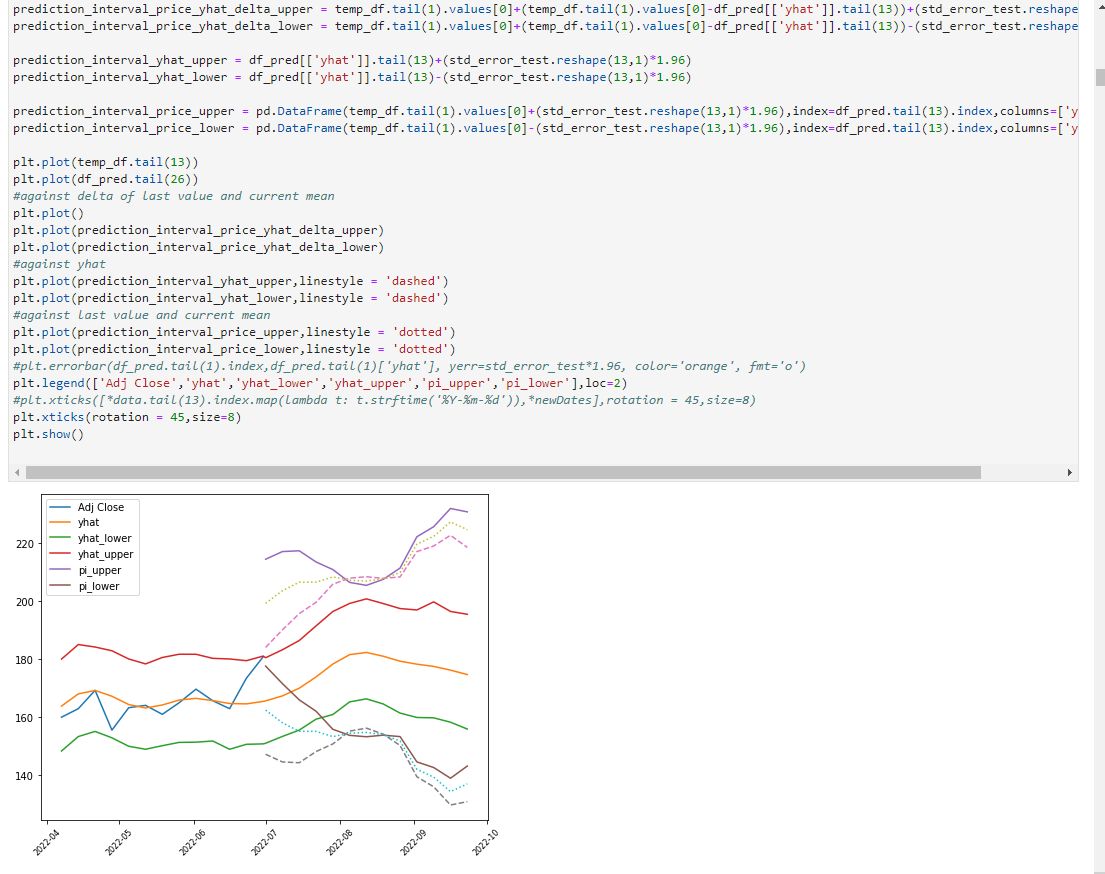 prediction_interval_price_yhat_delta_upper = temp_df.tail(1).values[0]+(temp_df.tail(1).values[0]-df_pred[['yhat']].tail(13))+(std_error_test.reshape
prediction_interval_price_yhat_delta_lower = temp_df.tail(1).values[0]+(temp_df.tail(1).values[0]-df_pred[['yhat']].tail(13))-(std_error_test.reshape
prediction_interval_yhat_upper = df_pred[['yhat']].tail(13)+(std_error_test.reshape(13,1)*1.96)
prediction_interval_yhat_lower = df_pred[['yhat']].tail(13)-(std_error_test.reshape(13,1)*1.96)
prediction_interval_price_upper = pd.DataFrame(temp_df.tail(1).values[0]+(std_error_test.reshape(13,1)*1.96),index=df_pred.tail(13).index,columns=['y
prediction_interval_price_lower = pd.DataFrame(temp_df.tail(1).values[0]-(std_error_test.reshape(13,1)*1.96),index=df_pred.tail(13).index,columns=['y
plt.plot(temp_df.tail(13))
plt.plot(df_pred.tail(26))
#against delta of last value and current mean
plt.plot()
plt.plot(prediction_interval_price_yhat_delta_upper)
plt.plot(prediction_interval_price_yhat_delta_lower)
#against yhat
plt.plot(prediction_interval_yhat_upper,linestyle = 'dashed')
plt.plot(prediction_interval_yhat_lower,linestyle = 'dashed')
#against last value and current mean
plt.plot(prediction_interval_price_upper,linestyle = 'dotted')
plt.plot(prediction_interval_price_lower,linestyle = 'dotted')
#plt.errorbar(df_pred.tail(1).index,df_pred.tail(1)['yhat'], yerr=std_error_test*1.96, color='orange', fmt='o')
plt.legend(['Adj Close','yhat','yhat_lower','yhat_upper','pi_upper','pi_lower'],loc=2)
#plt.xticks([*data.tail(13).index.map(lambda t: t.strftime('%Y-%m-%d')),*newDates],rotation = 45,size=8)
plt.xticks(rotation = 45,size=8)
plt.show()
Adj Close
yhat
yhat_lower
yhat_upper
pi_upper
pi_lower
220
200
180
160
140
2022-04
2022-05
2022-06
2022-07
2022-08
2022-09
2022-10